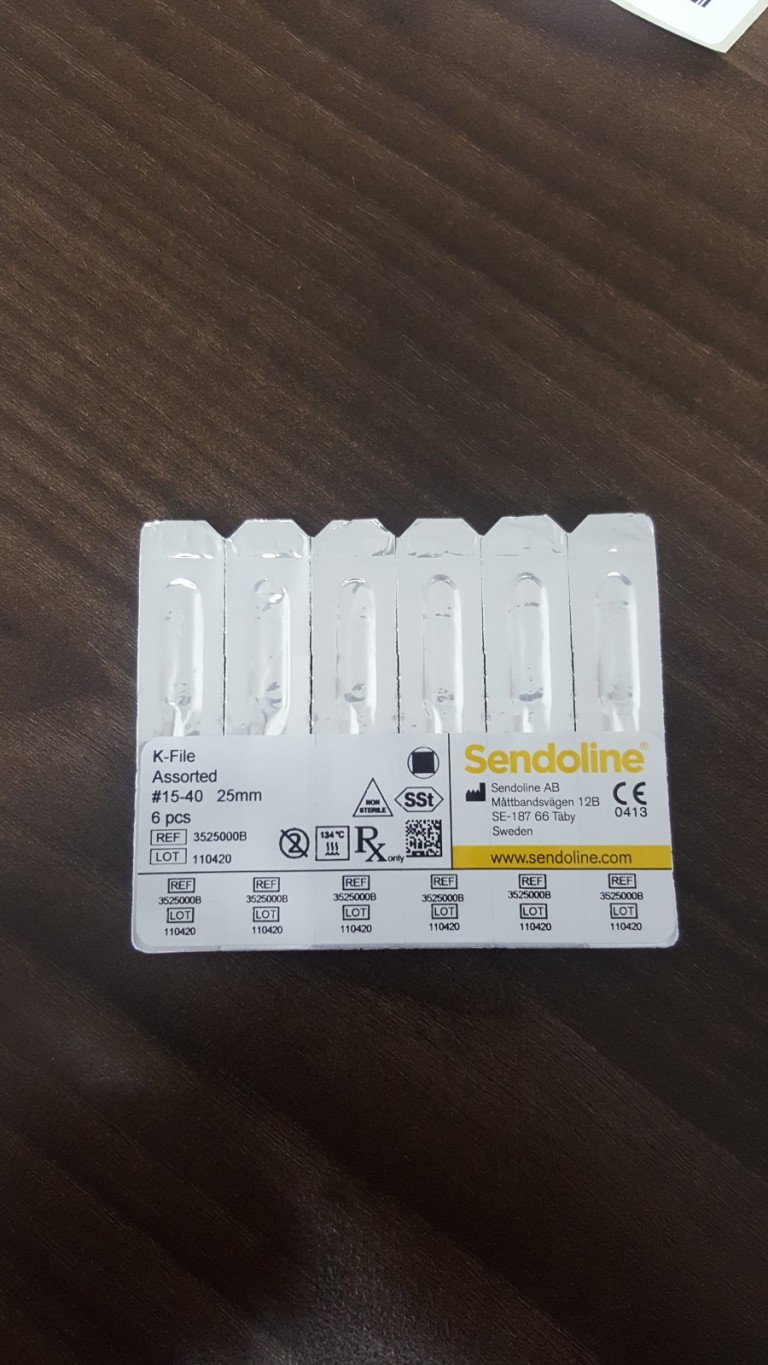 K-File
Assorted
#15-40 25mm
6 pcs
REF 3525000B
LOT 110420
NON
STERILE
SSt
2
134 °C
Rx only
Sendoline®
Sendoline AB
Måttbandsvägen 12B
SE-187 66 Täby
Sweden
CE
0413
www.sendoline.com
REF REF REF REF REF REF
3525000B 3525000B 3525000B 3525000B 3525000B 3525000B
LOT LOT LOT LOT LOT LOT
110420 110420 110420 110420 110420 110420